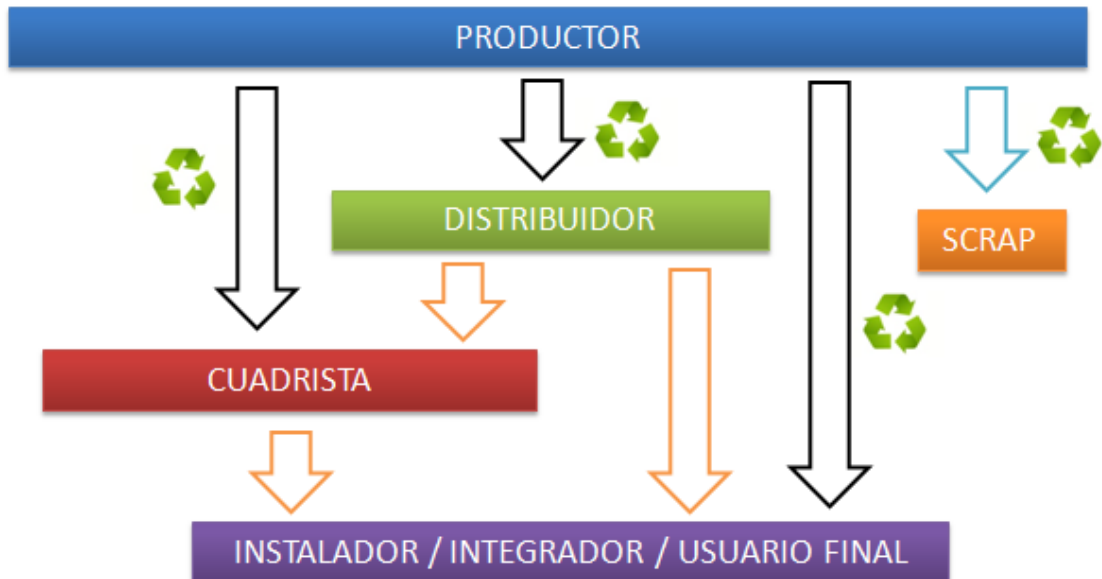 PRODUCTOR
DISTRIBUIDOR
SCRAP
CUADRISTA
INSTALADOR / INTEGRADOR / USUARIO FINAL